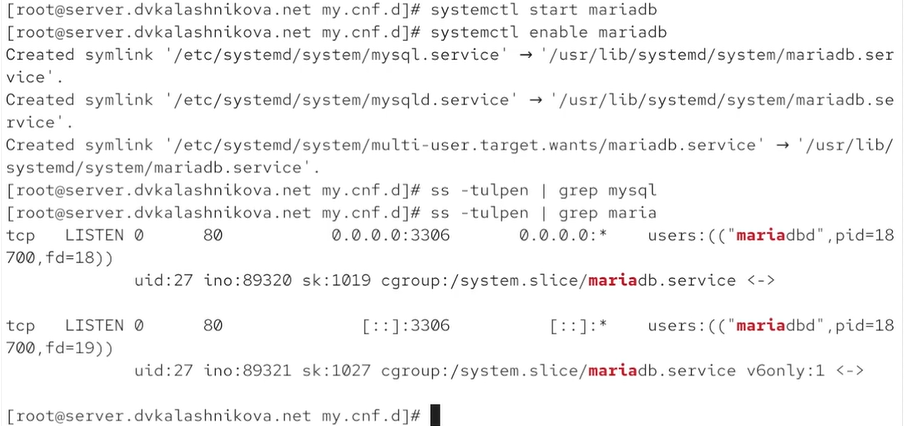 [root@server.dvkalashnikova.net my.cnf.d]# systemctl start mariadb
[root@server.dvkalashnikova.net my.cnf.d]# systemctl enable mariadb
Created symlink '/etc/systemd/system/mysql.service' → '/usr/lib/systemd/system/mariadb.ser
vice'.
Created symlink '/etc/systemd/system/mysqld.service' → '/usr/lib/systemd/system/mariadb.se
rvice'.
Created symlink '/etc/systemd/system/multi-user.target.wants/mariadb.service' → '/usr/lib/
systemd/system/mariadb.service'.
[root@server.dvkalashnikova.net my.cnf.d]# ss -tulpen | grep mysql
[root@server.dvkalashnikova.net my.cnf.d]# ss -tulpen | grep maria
tcp   LISTEN 0      80           0.0.0.0:3306      0.0.0.0:*    users:(("mariadbd",pid=18
700,fd=18))
            uid:27 ino:89320 sk:1019 cgroup:/system.slice/mariadb.service <->
tcp   LISTEN 0      80              [::]:3306         [::]:*    users:(("mariadbd",pid=18
700,fd=19))
            uid:27 ino:89321 sk:1027 cgroup:/system.slice/mariadb.service v6only:1 <->
[root@server.dvkalashnikova.net my.cnf.d]#